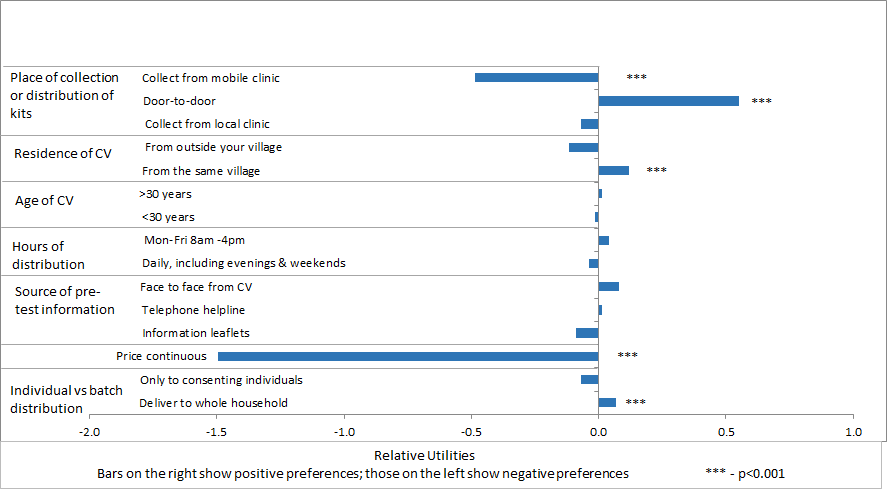 Place of collection
or distribution of
kits
Collect from mobile clinic ***
Door-to-door ***
Collect from local clinic
Residence of CV
From outside your village
From the same village ***
Age of CV
>30 years
<30 years
Hours of
distribution
Mon-Fri 8am -4pm
Daily, including evenings & weekends
Source of pre-
test information
Face to face from CV
Telephone helpline
Information leaflets
Price continuous ***
Individual vs batch
distribution
Only to consenting individuals
Deliver to whole household ***
-2.0 -1.5 -1.0 -0.5 0.0 0.5 1.0
Relative Utilities
Bars on the right show positive preferences; those on the left show negative preferences *** - p<0.001